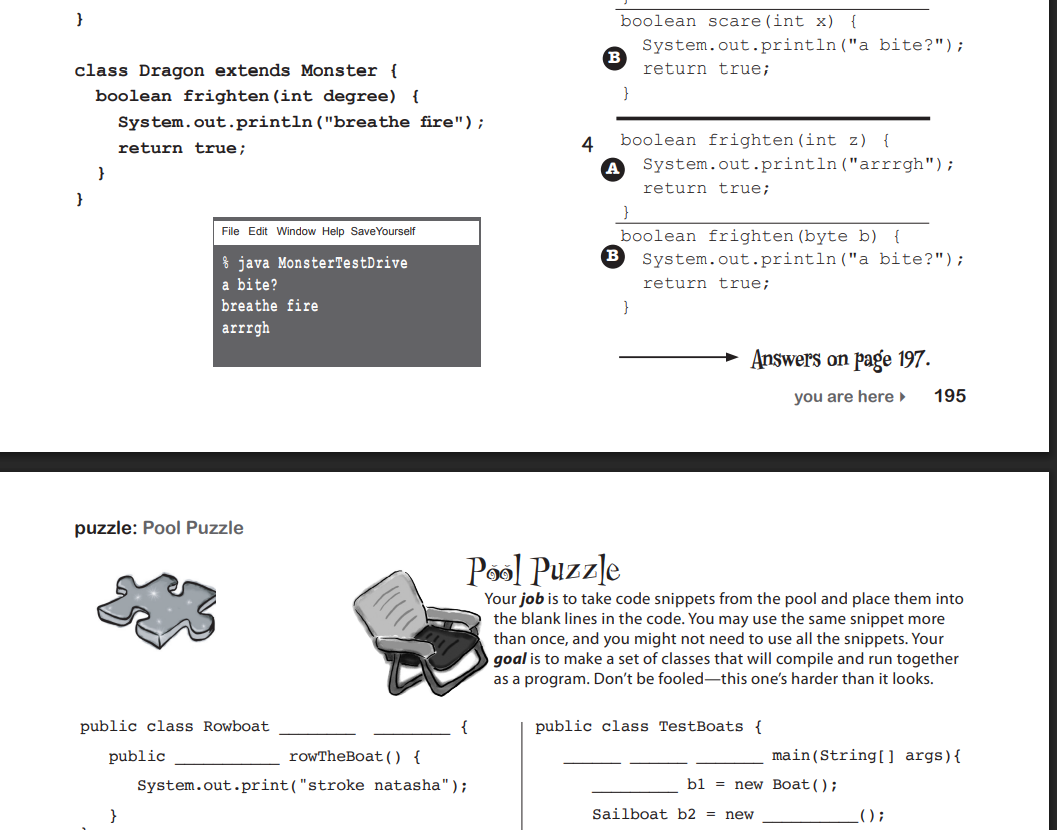 }
class Dragon extends Monster {
boolean frighten(int degree) {
System.out.println("breathe fire");
return true;
}
}
File Edit Window Help SaveYourself
% java MonsterTestDrive
a bite?
breathe fire
arrrgh
}
boolean scare(int x) {
B
System.out.println("a bite?");
return true;
}
4
boolean frighten(int z) {
A
System.out.println("arrrgh");
return true;
}
boolean frighten(byte b) {
B
System.out.println("a bite?");
return true;
}
Answers on page 197.
you are here 195
puzzle: Pool Puzzle
Pool Puzzle
Your job is to take code snippets from the pool and place them into
the blank lines in the code. You may use the same snippet more
than once, and you might not need to use all the snippets. Your
goal is to make a set of classes that will compile and run together
as a program. Don't be fooled—this one's harder than it looks.
public class Rowboat ________ ________ {
public ___________ rowTheBoat() {
System.out.print("stroke natasha");
}
public class TestBoats {
______ ______ _______ main(String[] args){
_________ b1 = new Boat();
Sailboat b2 = new __________();